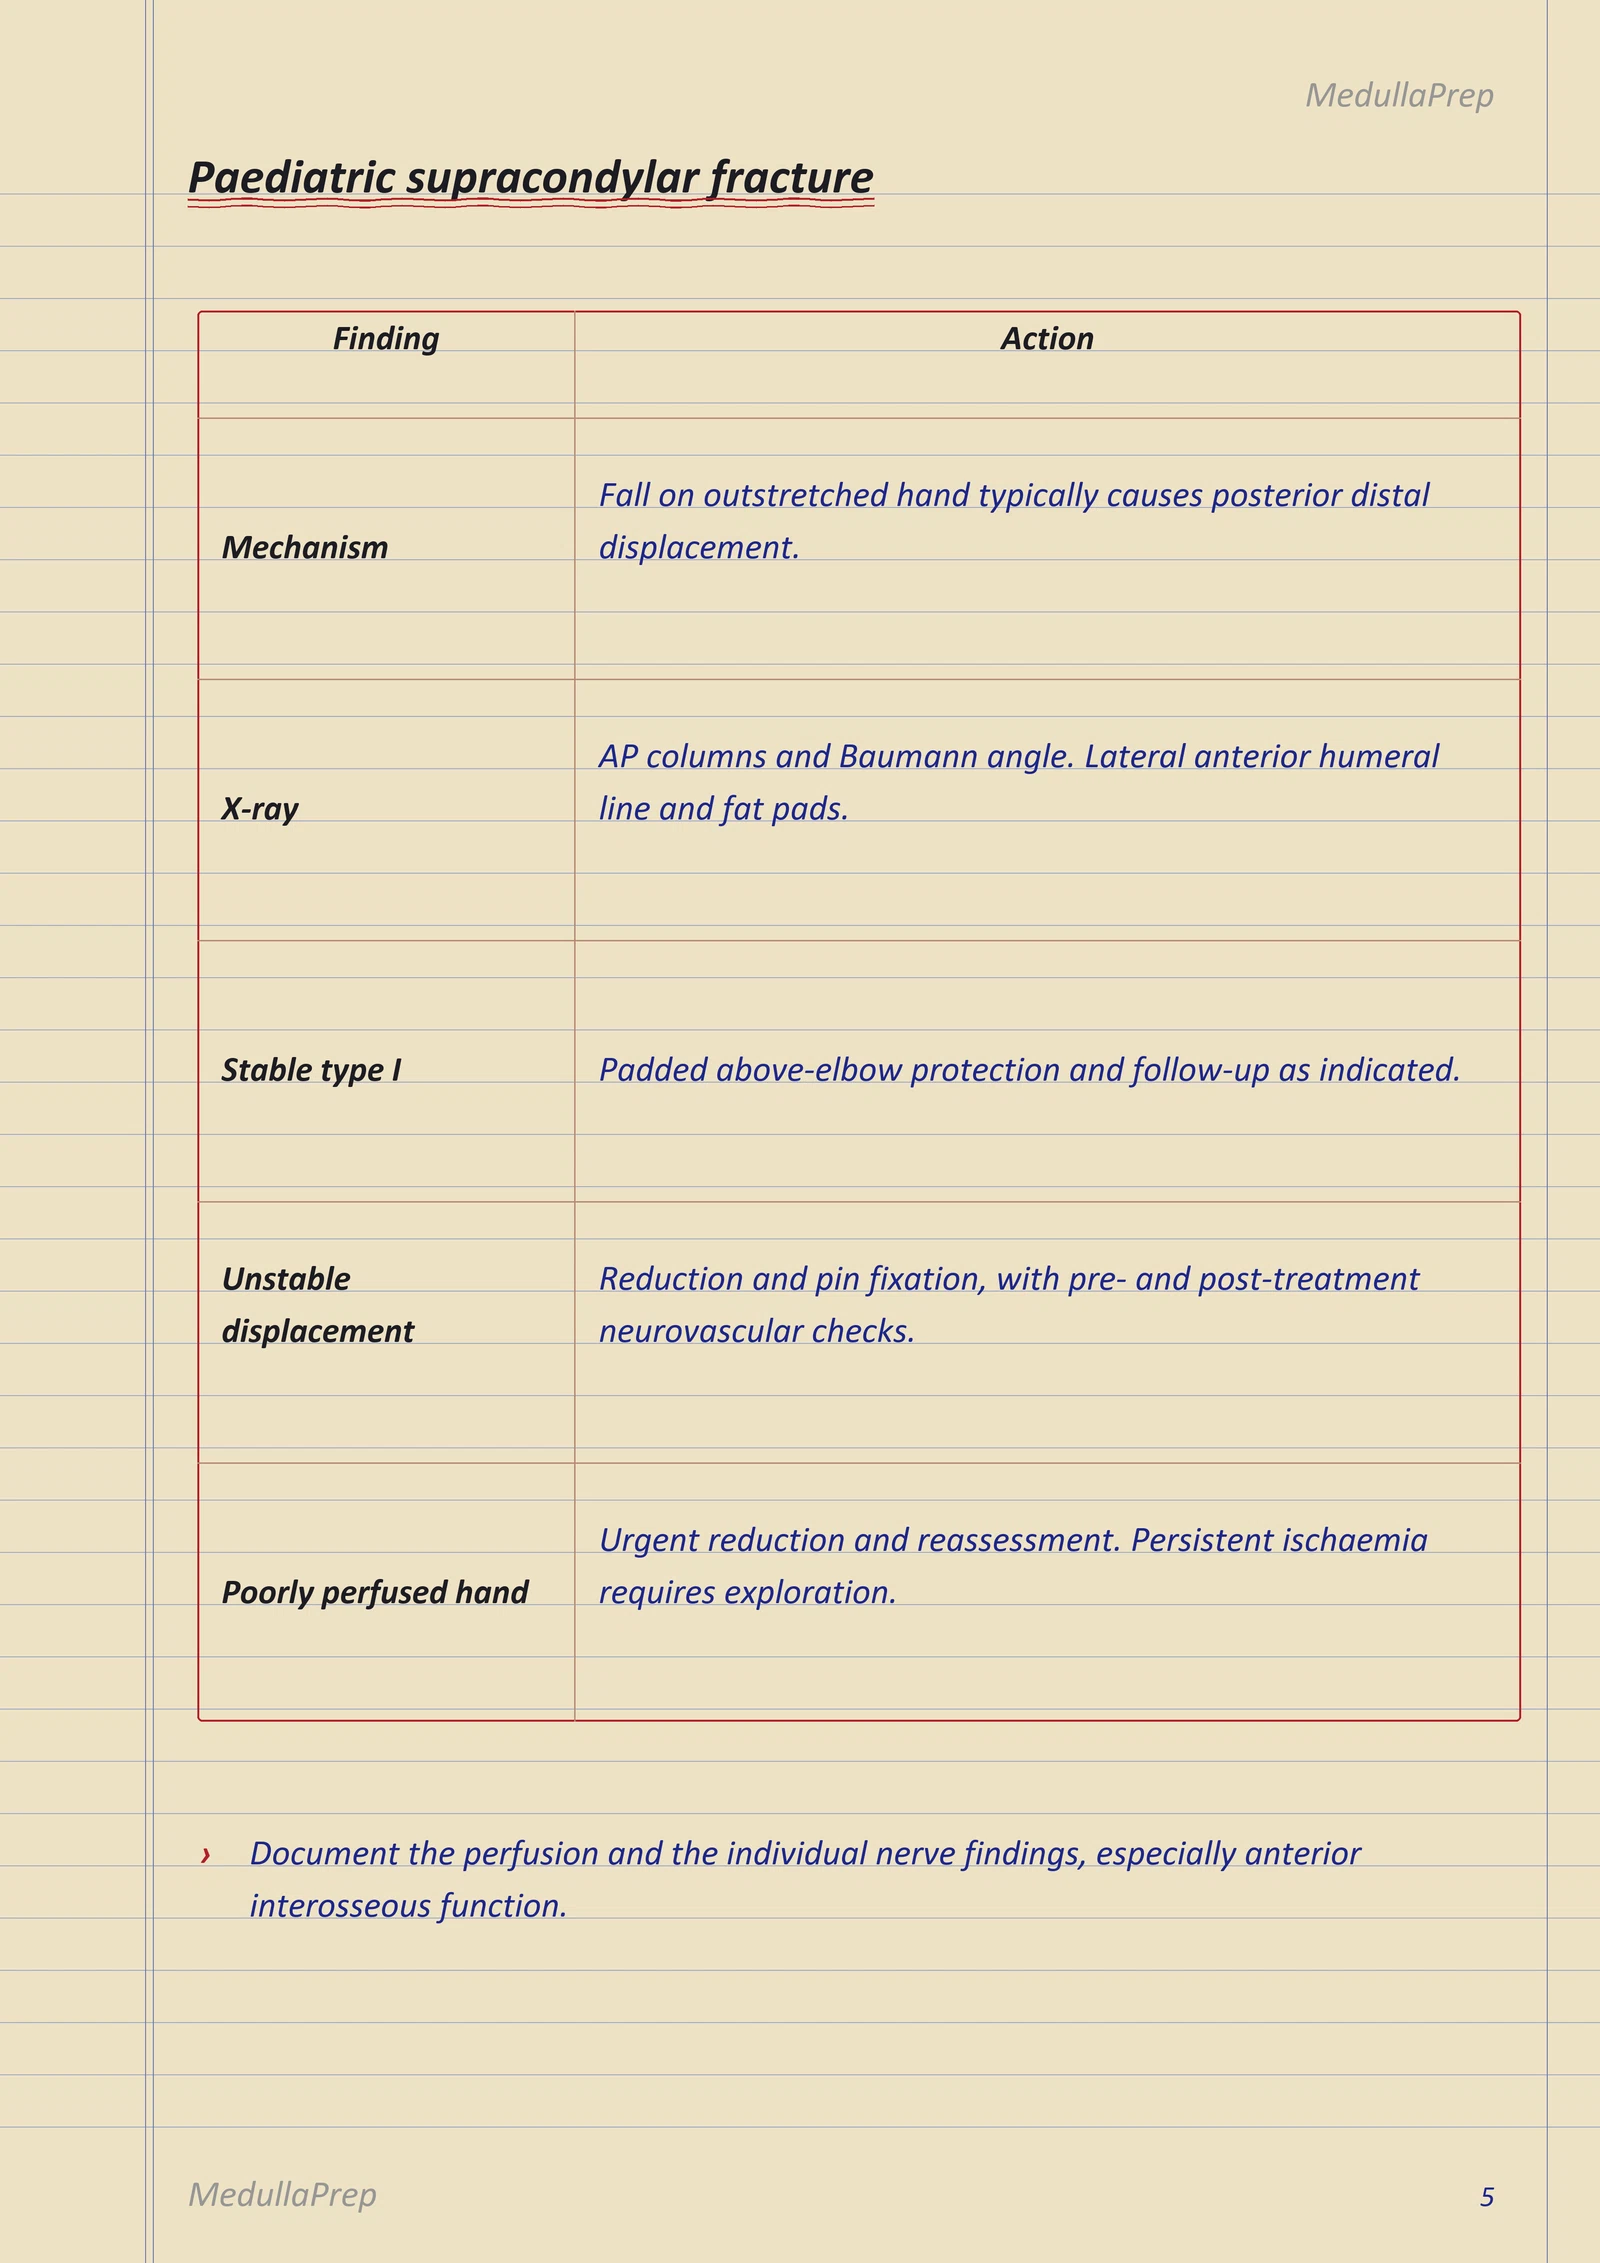 MedullaPrep
Paediatric supracondylar fracture
Finding
Action
Mechanism
Fall on outstretched hand typically causes posterior distal
displacement.
X-ray
AP columns and Baumann angle. Lateral anterior humeral
line and fat pads.
Stable type I
Padded above-elbow protection and follow-up as indicated.
Unstable
displacement
Reduction and pin fixation, with pre- and post-treatment
neurovascular checks.
Poorly perfused hand
Urgent reduction and reassessment. Persistent ischaemia
requires exploration.
› Document the perfusion and the individual nerve findings, especially anterior
interosseous function.
MedullaPrep
5